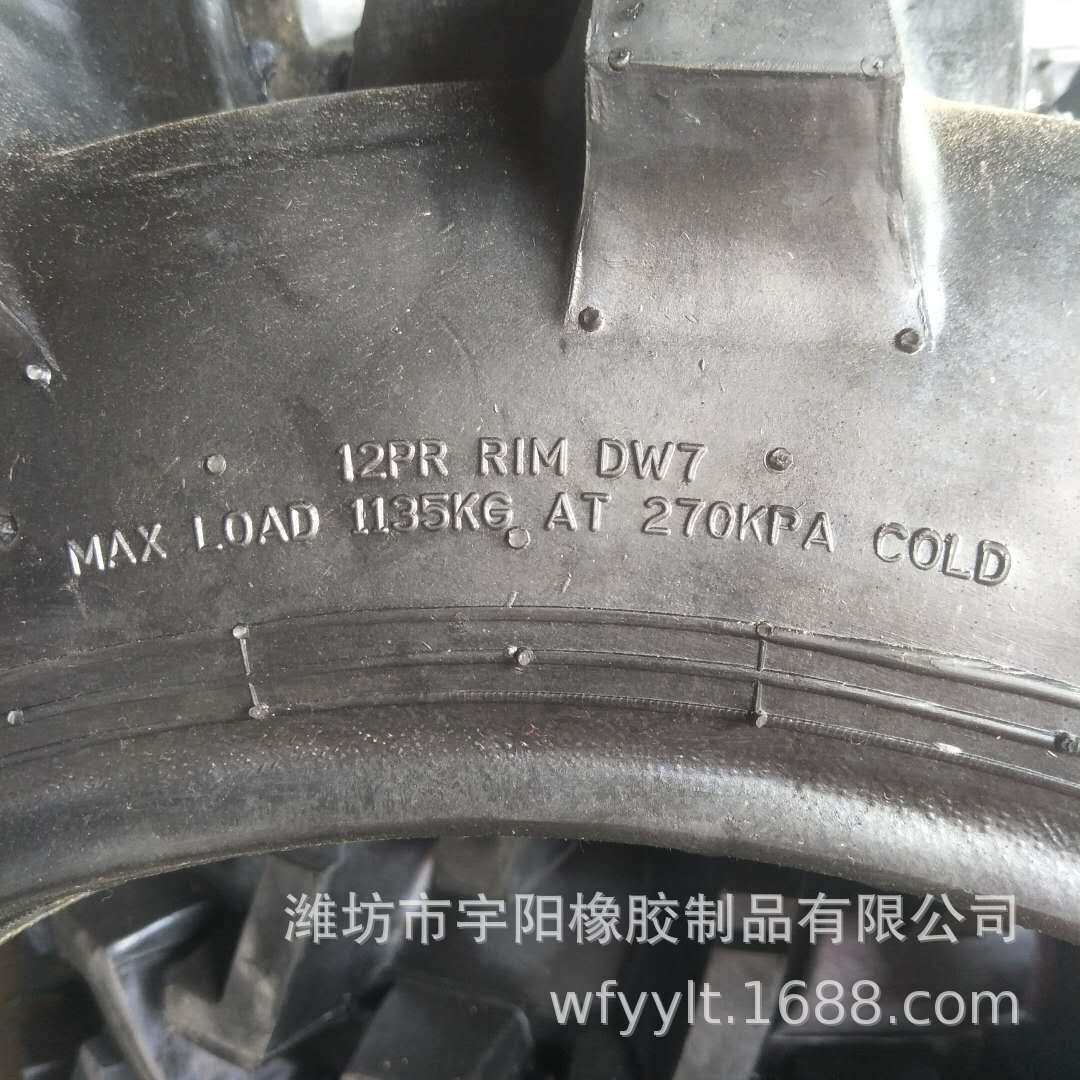 12PR RIM DW7
MAX LOAD 1135KG AT 270KPA COLD
潍坊市宇阳橡胶制品有限公司
wfyylt.1688.com